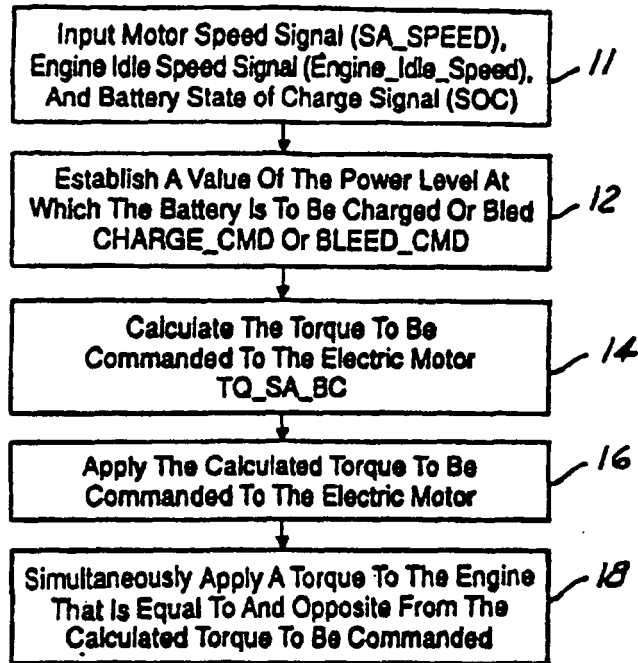 Input Motor Speed Signal (SA_SPEED),
Engine Idle Speed Signal (Engine_Idle_Speed),
And Battery State of Charge Signal (SOC)
11
Establish A Value Of The Power Level At
Which The Battery Is To Be Charged Or Bled
CHARGE_CMD Or BLEED_CMD
12
Calculate The Torque To Be
Commanded To The Electric Motor
TQ_SA_BC
14
Apply The Calculated Torque To Be
Commanded To The Electric Motor
16
Simultaneously Apply A Torque To The Engine
That Is Equal To And Opposite From The
Calculated Torque To Be Commanded
18